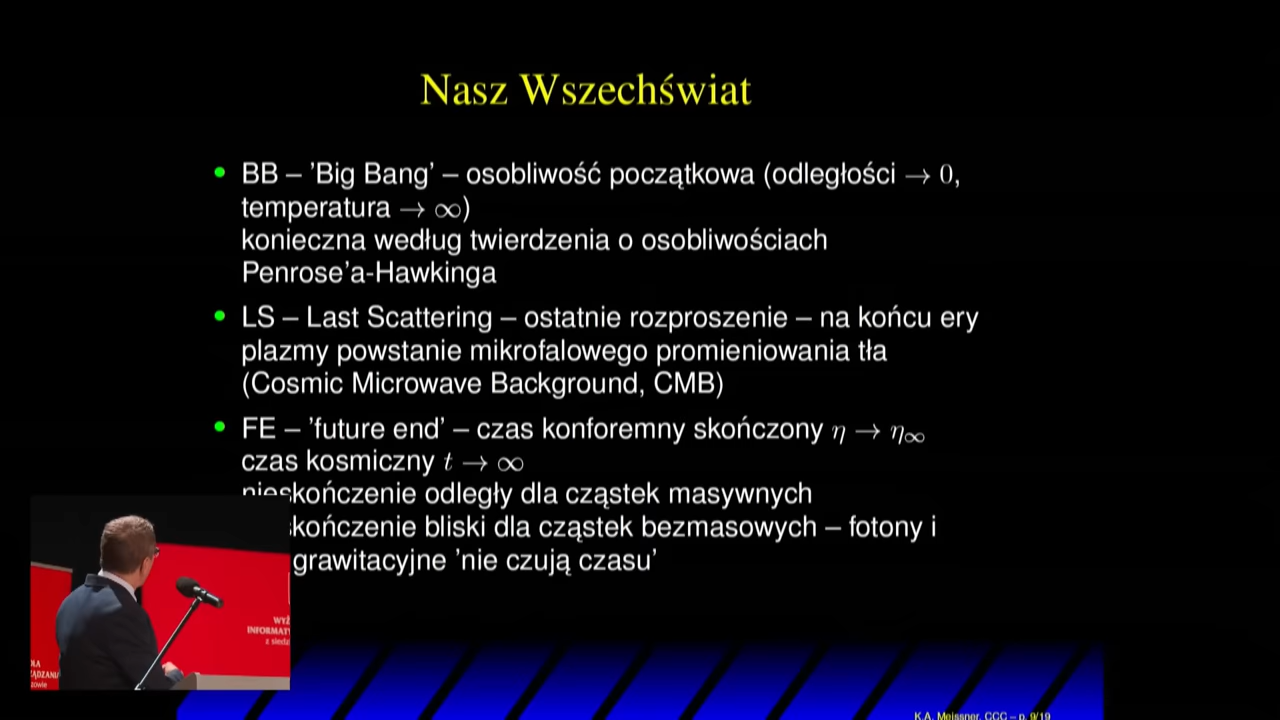 Nasz Wszechświat
• BB – ’Big Bang’ – osobliwość początkowa (odległości → 0,
temperatura → ∞)
konieczna według twierdzenia o osobliwościach
Penrose’a-Hawkinga
• LS – Last Scattering – ostatnie rozproszenie – na końcu ery
plazmy powstanie mikrofalowego promieniowania tła
(Cosmic Microwave Background, CMB)
• FE – ’future end’ – czas konforemny skończony η → η∞
czas kosmiczny t → ∞
nieskończenie odległy dla cząstek masywnych
skończenie bliski dla cząstek bezmasowych – fotony i
grawitacyjne ’nie czują czasu’
WYŻ
INFORMAT
z siedz
K.A. Meissner, CCC – p. 9/19